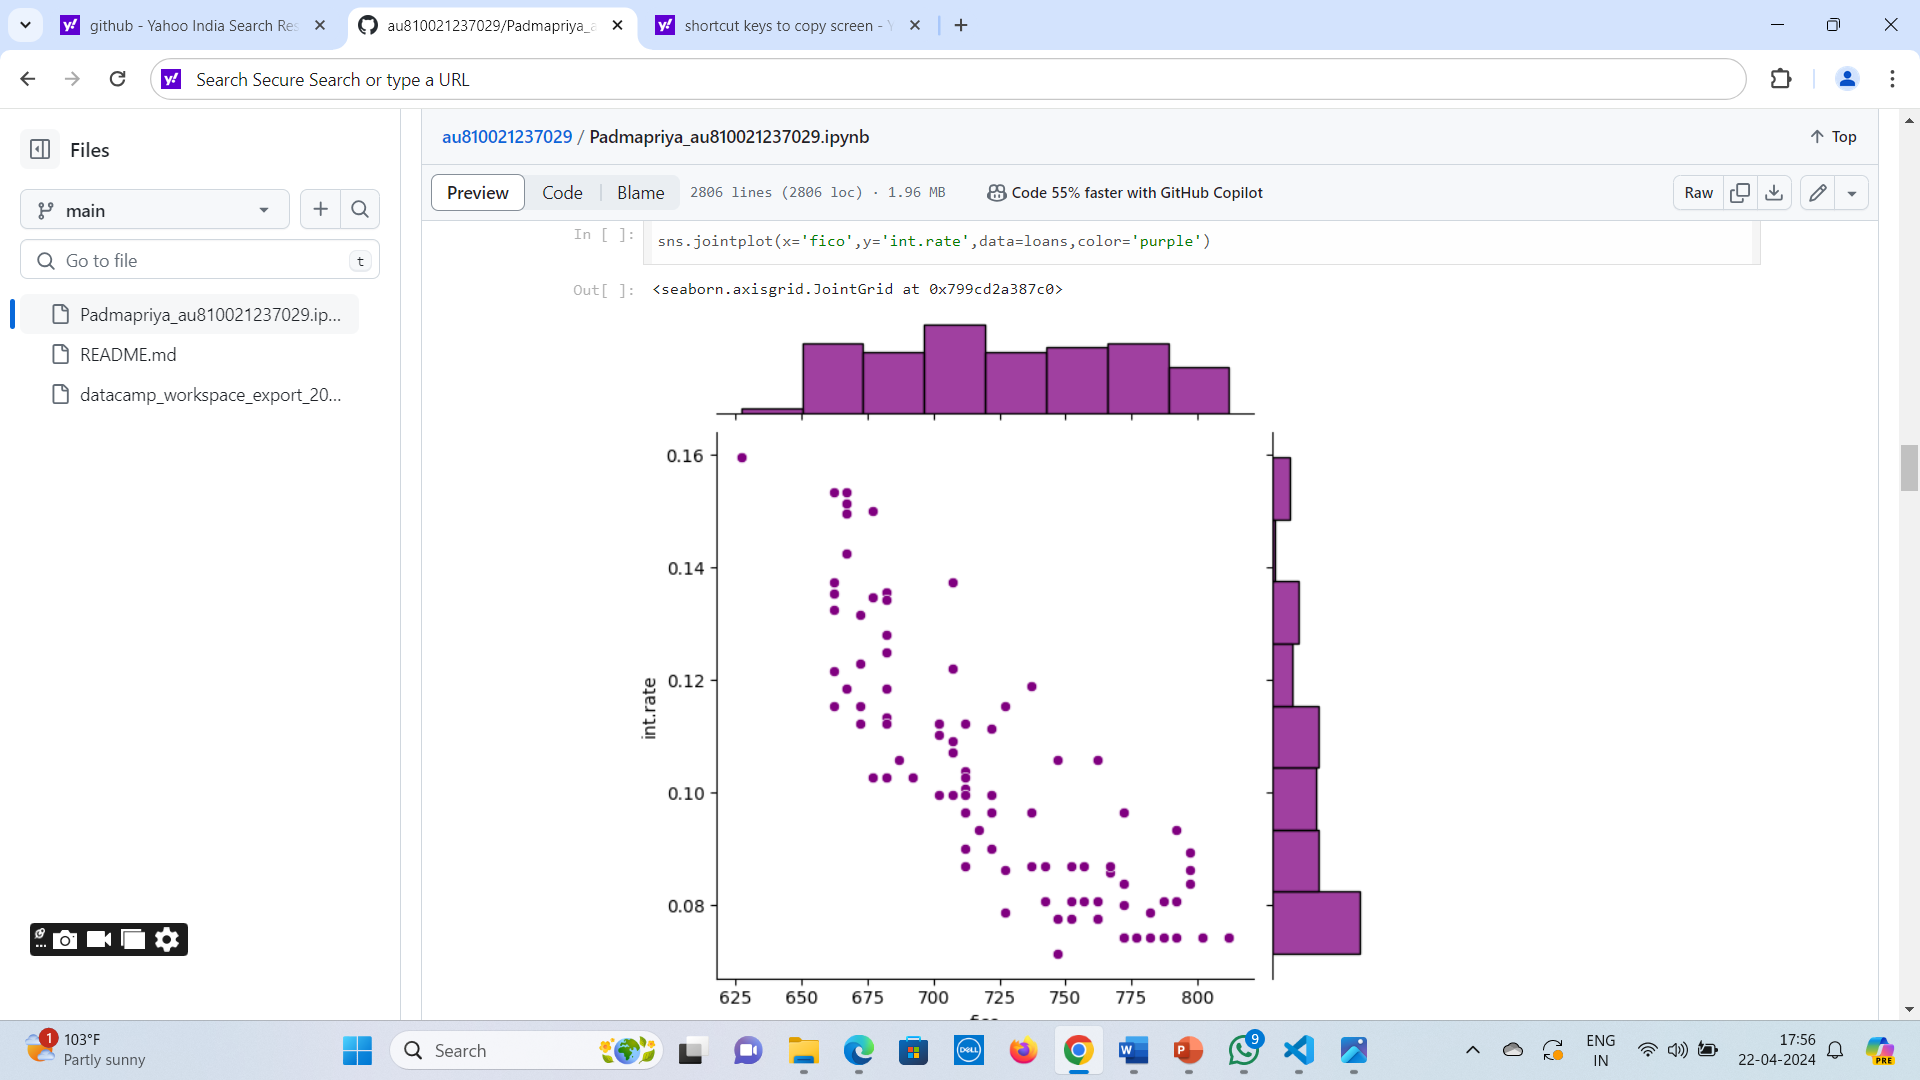 github - Yahoo India Search Res
au810021237029/Padmapriya_a
shortcut keys to copy screen - Y
Search Secure Search or type a URL
Files
au810021237029 / Padmapriya_au810021237029.ipynb
Top
main
Preview
Code
Blame
2806 lines (2806 loc) · 1.96 MB
Code 55% faster with GitHub Copilot
Raw
Go to file
t
Padmapriya_au810021237029.ip...
README.md
datacamp_workspace_export_20...
In [ ]:
sns.jointplot(x='fico',y='int.rate',data=loans,color='purple')
Out[ ]:
<seaborn.axisgrid.JointGrid at 0x799cd2a387c0>
0.16
0.14
0.12
0.10
0.08
int.rate
625 650 675 700 725 750 775 800
fico
1
103°F
Partly sunny
Search
DELL
9
ENG
IN
17:56
22-04-2024
PRE